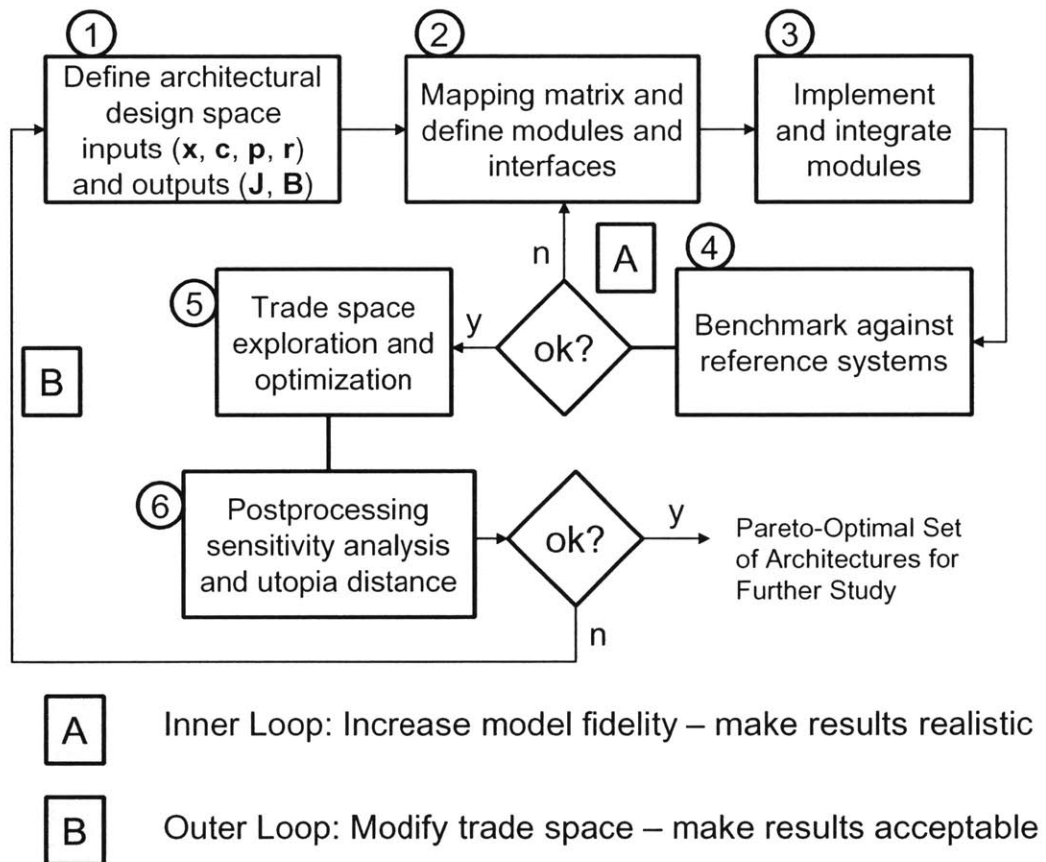 1
Define architectural
design space
inputs (x, c, p, r)
and outputs (J, B)
2
Mapping matrix and
define modules and
interfaces
3
Implement
and integrate
modules
4
Benchmark against
reference systems
A
n
ok?
y
5
Trade space
exploration and
optimization
B
6
Postprocessing
sensitivity analysis
and utopia distance
ok?
y
n
Pareto-Optimal Set
of Architectures for
Further Study
A
Inner Loop: Increase model fidelity – make results realistic
B
Outer Loop: Modify trade space – make results acceptable